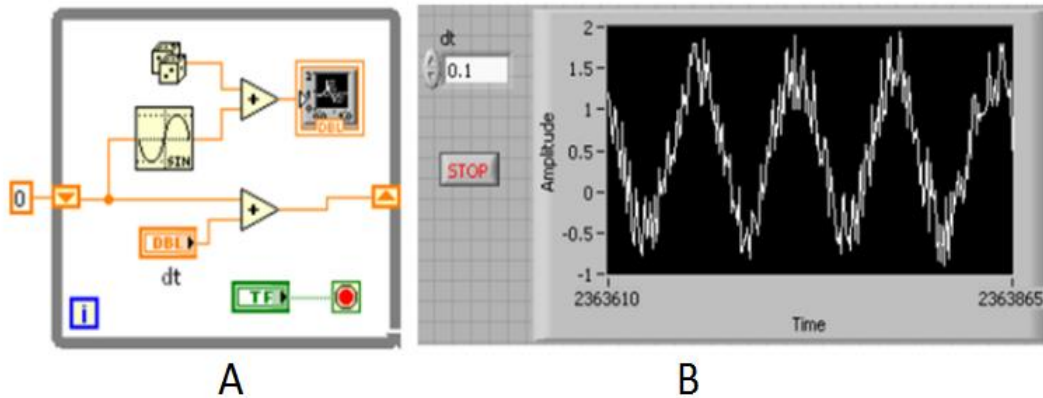 SIN
DBL
0
DBL
dt
TF
i
A
dt
0.1
STOP
Amplitude
2
1.5
1
0.5
0
-0.5
-1
2363610
2363865
Time
B